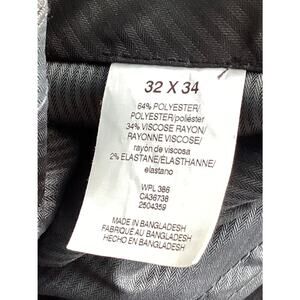 32 X 34
64% POLYESTER/
POLYESTER/poliéster
34% VISCOSE RAYON/
RAYONNE VISCOSE/
rayón de viscosa
2% ELASTANE/ÉLASTHANNE/
elastano
WPL 386
CA36738
2504359
MADE IN BANGLADESH
FABRIQUÉ AU BANGLADESH
HECHO EN BANGLADESH